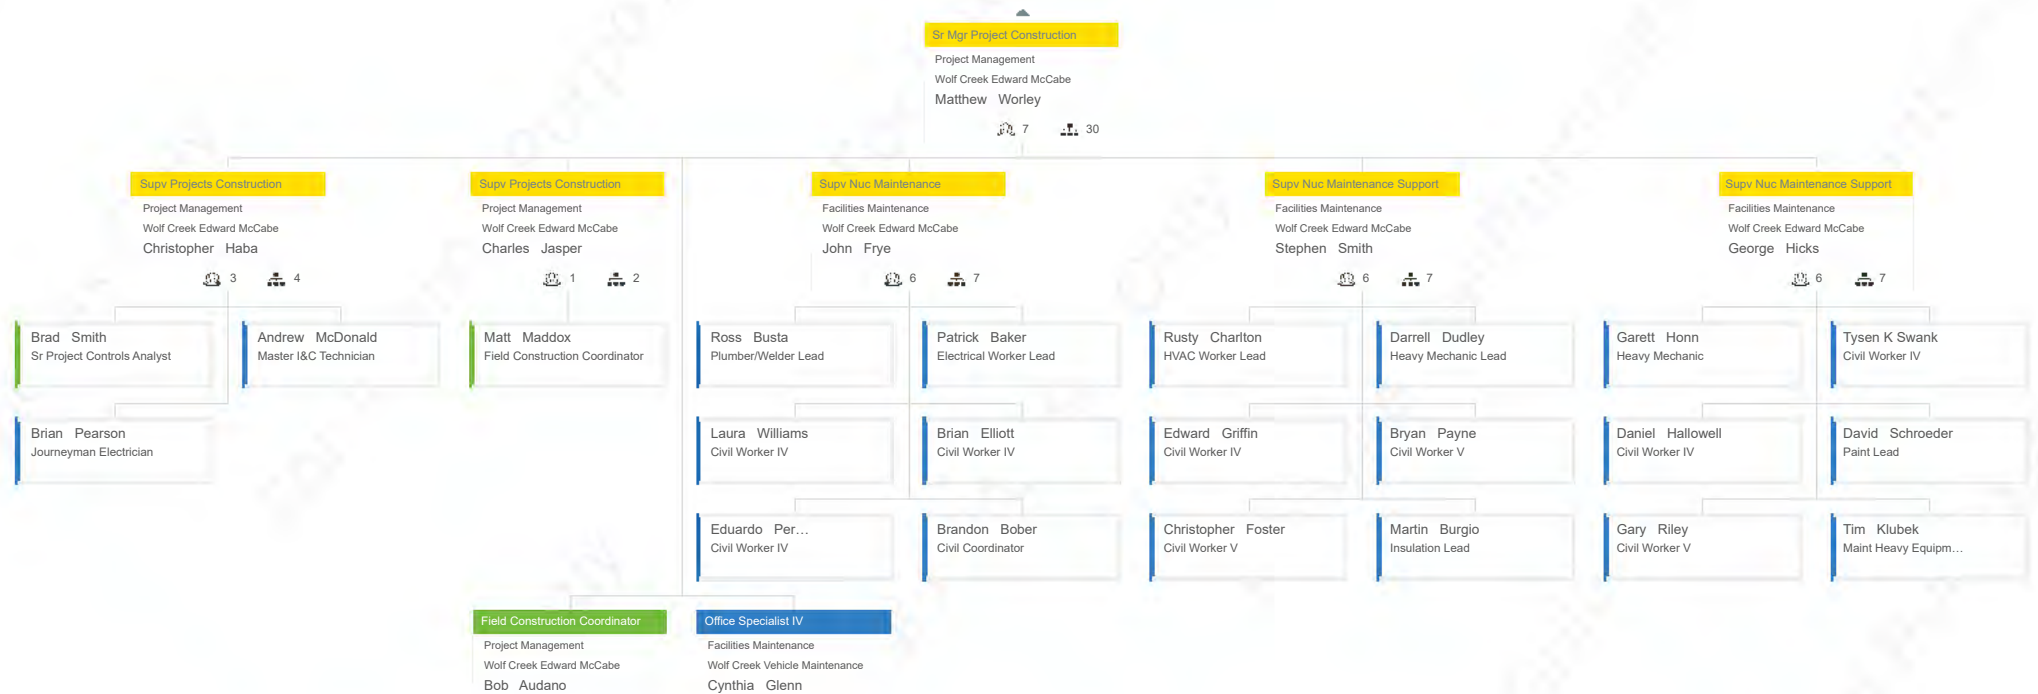 Sr Mgr Project Construction
Project Management
Wolf Creek Edward McCabe
Matthew Worley
7 30
Supv Projects Construction
Project Management
Wolf Creek Edward McCabe
Christopher Haba
3 4
Supv Projects Construction
Project Management
Wolf Creek Edward McCabe
Charles Jasper
1 2
Supv Nuc Maintenance
Facilities Maintenance
Wolf Creek Edward McCabe
John Frye
6 7
Supv Nuc Maintenance Support
Facilities Maintenance
Wolf Creek Edward McCabe
Stephen Smith
6 7
Supv Nuc Maintenance Support
Facilities Maintenance
Wolf Creek Edward McCabe
George Hicks
6 7
Brad Smith
Sr Project Controls Analyst
Andrew McDonald
Master I&C Technician
Matt Maddox
Field Construction Coordinator
Ross Busta
Plumber/Welder Lead
Patrick Baker
Electrical Worker Lead
Rusty Charlton
HVAC Worker Lead
Darrell Dudley
Heavy Mechanic Lead
Garett Honn
Heavy Mechanic
Tysen K Swank
Civil Worker IV
Brian Pearson
Journeyman Electrician
Laura Williams
Civil Worker IV
Brian Elliott
Civil Worker IV
Edward Griffin
Civil Worker IV
Bryan Payne
Civil Worker V
Daniel Hallowell
Civil Worker IV
David Schroeder
Paint Lead
Eduardo Per…
Civil Worker IV
Brandon Bober
Civil Coordinator
Christopher Foster
Civil Worker V
Martin Burgio
Insulation Lead
Gary Riley
Civil Worker V
Tim Klubek
Maint Heavy Equipm…
Field Construction Coordinator
Project Management
Wolf Creek Edward McCabe
Bob Audano
Office Specialist IV
Facilities Maintenance
Wolf Creek Vehicle Maintenance
Cynthia Glenn